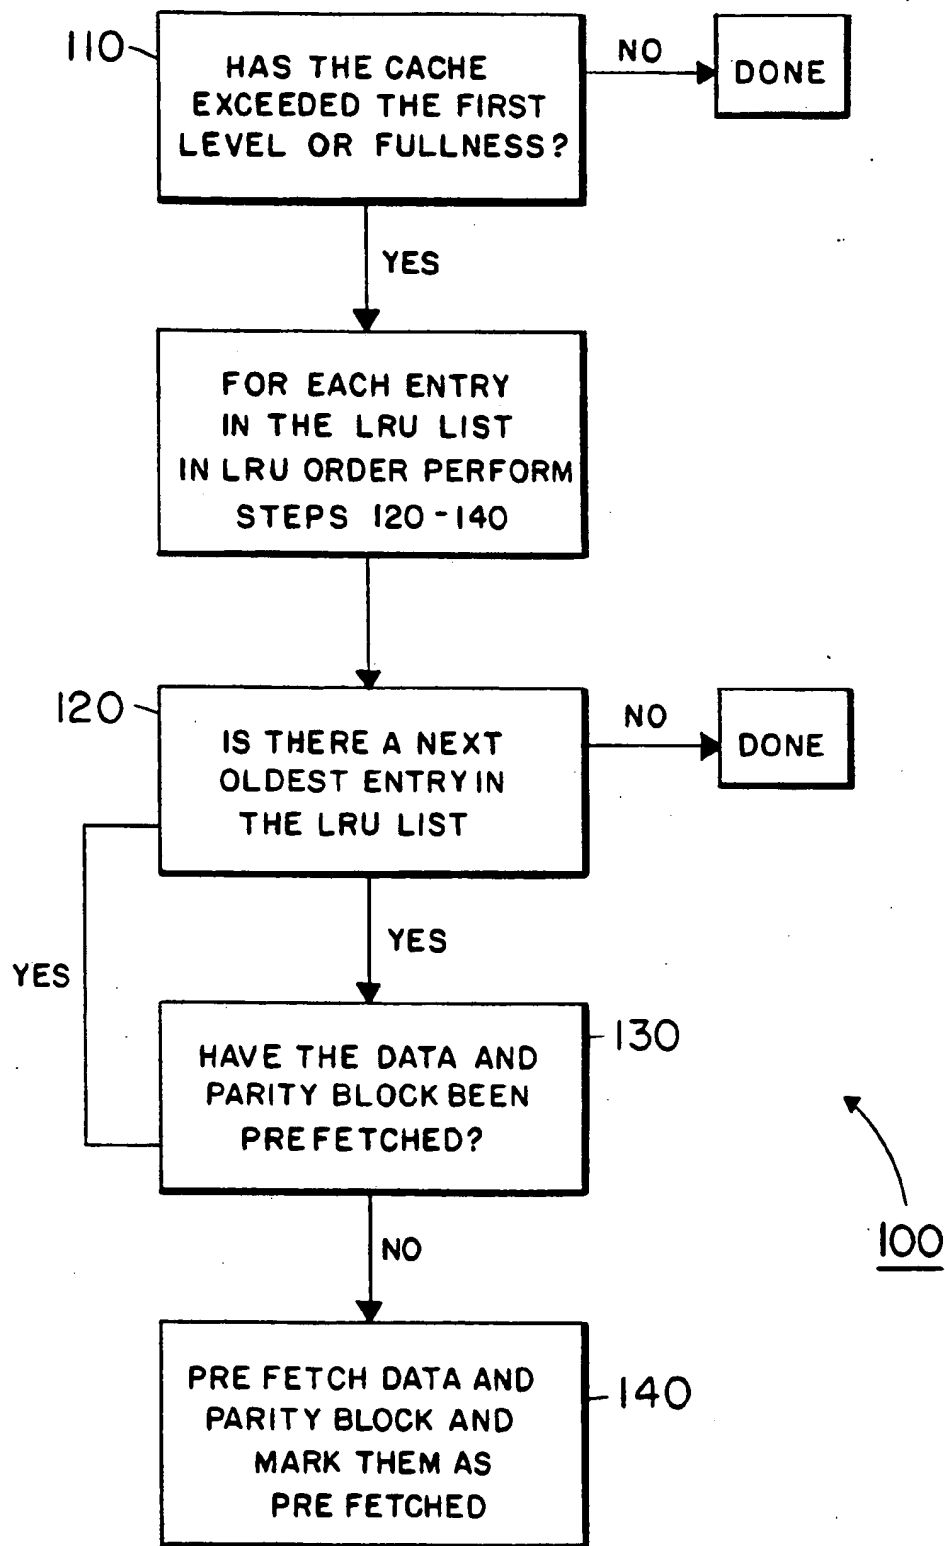 110
HAS THE CACHE
EXCEEDED THE FIRST
LEVEL OR FULLNESS?
NO
DONE
YES
FOR EACH ENTRY
IN THE LRU LIST
IN LRU ORDER PERFORM
STEPS 120-140
120
IS THERE A NEXT
OLDEST ENTRY IN
THE LRU LIST
NO
DONE
YES
YES
HAVE THE DATA AND
PARITY BLOCK BEEN
PREFETCHED?
130
100
NO
PRE FETCH DATA AND
PARITY BLOCK AND
MARK THEM AS
PRE FETCHED
140